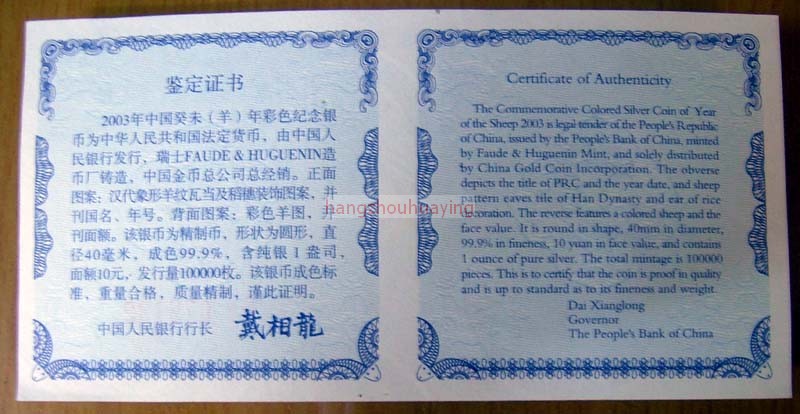 鉴定证书
2003年中国癸未（羊）年彩色纪念银
币为中华人民共和国法定货币，由中国人
民银行发行，瑞士FAUDE & HUGUENIN造
币厂铸造，中国金币总公司总经销。正面
图案：汉代象形羊纹瓦当及稻穗装饰图案，并
刊国名、年号。背面图案：彩色羊图，并
刊面额。该银币为精制币，形状为圆形，直
径40毫米，成色99.9%，含纯银1盎司，
面额10元，发行量100000枚。该银币成色标
准，重量合格，质量精制，谨此证明。
中国人民银行行长 戴相龍
Certificate of Authenticity
The Commemorative Colored Silver Coin of Year
of the Sheep 2003 is legal tender of the People's Republic
of China, issued by the People's Bank of China, minted
by Faude & Huguenin Mint, and solely distributed
by China Gold Coin Incorporation. The obverse
depicts the title of PRC and the year date, and sheep
pattern eaves tile of Han Dynasty and ear of rice
decoration. The reverse features a colored sheep and the
face value. It is round in shape, 40mm in diameter,
99.9% in fineness, 10 yuan in face value, and contains
1 ounce of pure silver. The total mintage is 100000
pieces. This is to certify that the coin is proof in quality
and is up to standard as to its fineness and weight.
Dai Xianglong
Governor
The People's Bank of China
hangshouhuaying